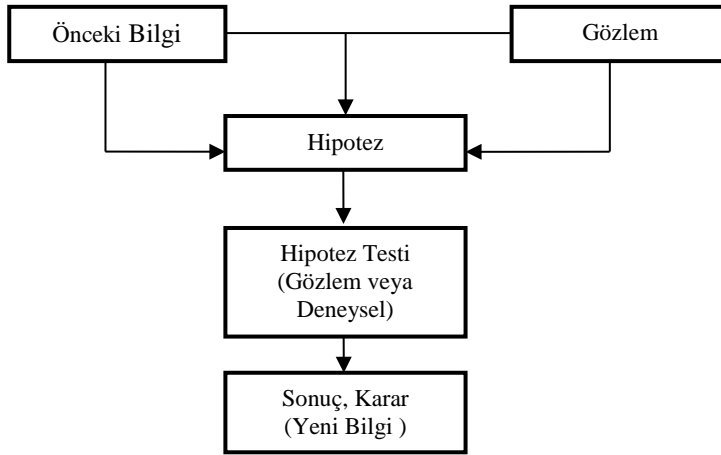 Önceki Bilgi
Gözlem
Hipotez
Hipotez Testi
(Gözlem veya
Deneysel)
Sonuç, Karar
(Yeni Bilgi )